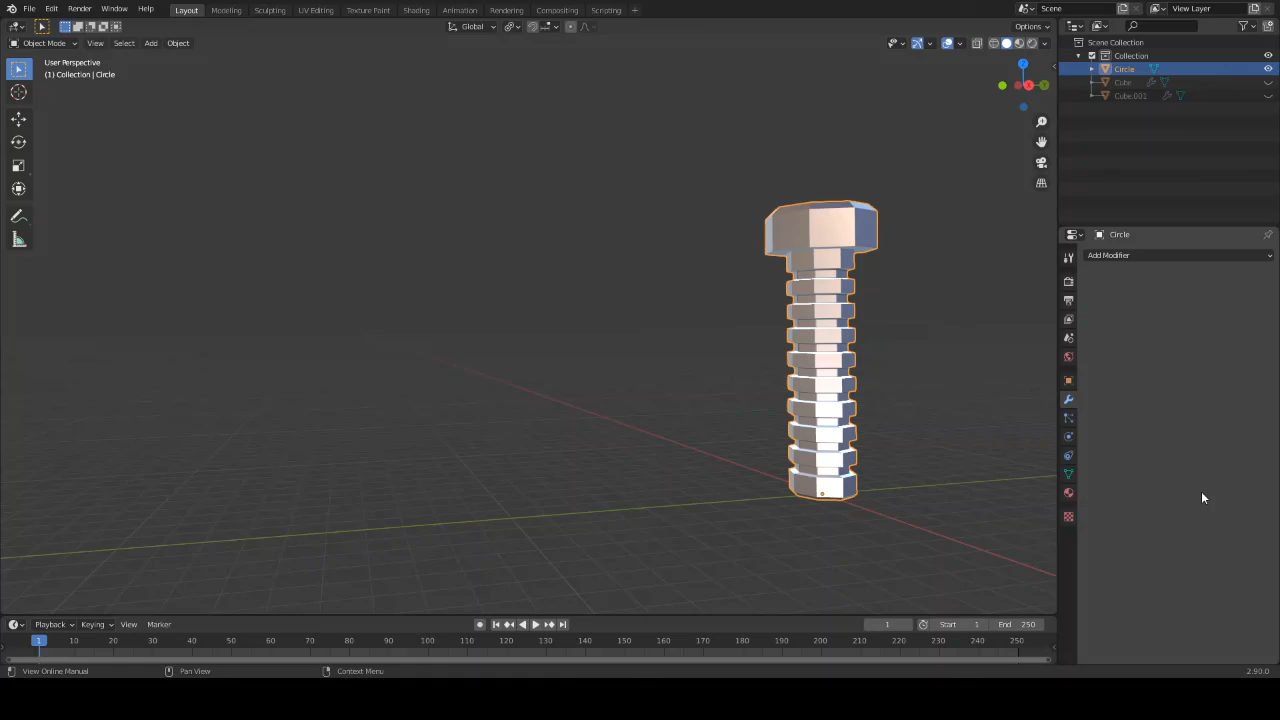 File Edit Render Window Help Layout Modeling Sculpting UV Editing Texture Paint Shading Animation Rendering Compositing Scripting + Scene View Layer
Global Options
Object Mode View Select Add Object
User Perspective
(1) Collection | Circle
Z
X
Scene Collection
Collection
Circle
Cube
Cube.001
Circle
Add Modifier
Playback Keying View Marker 1 Start 1 End 250
1 10 20 30 40 50 60 70 80 90 100 110 120 130 140 150 160 170 180 190 200 210 220 230 240 250
View Online Manual Pan View Context Menu 2.90.0